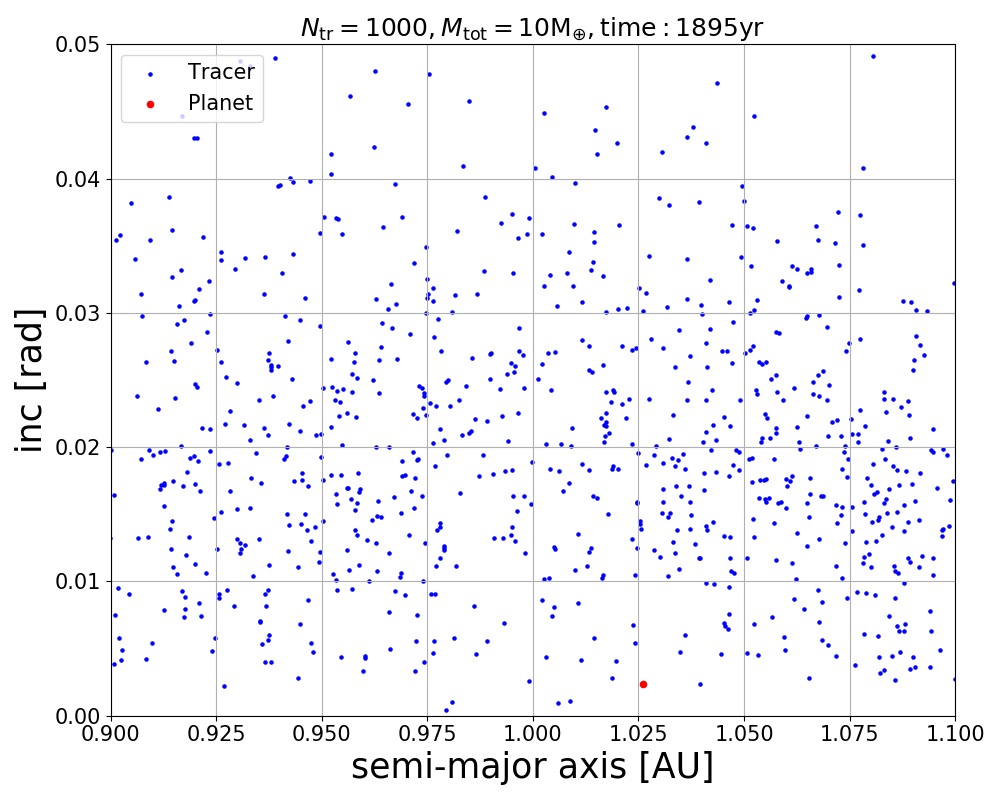 N_tr = 1000, M_tot = 10M_⊕, time : 1895yr
Tracer
Planet
inc [rad]
0.05
0.04
0.03
0.02
0.01
0.00
0.900 0.925 0.950 0.975 1.000 1.025 1.050 1.075 1.100
semi-major axis [AU]